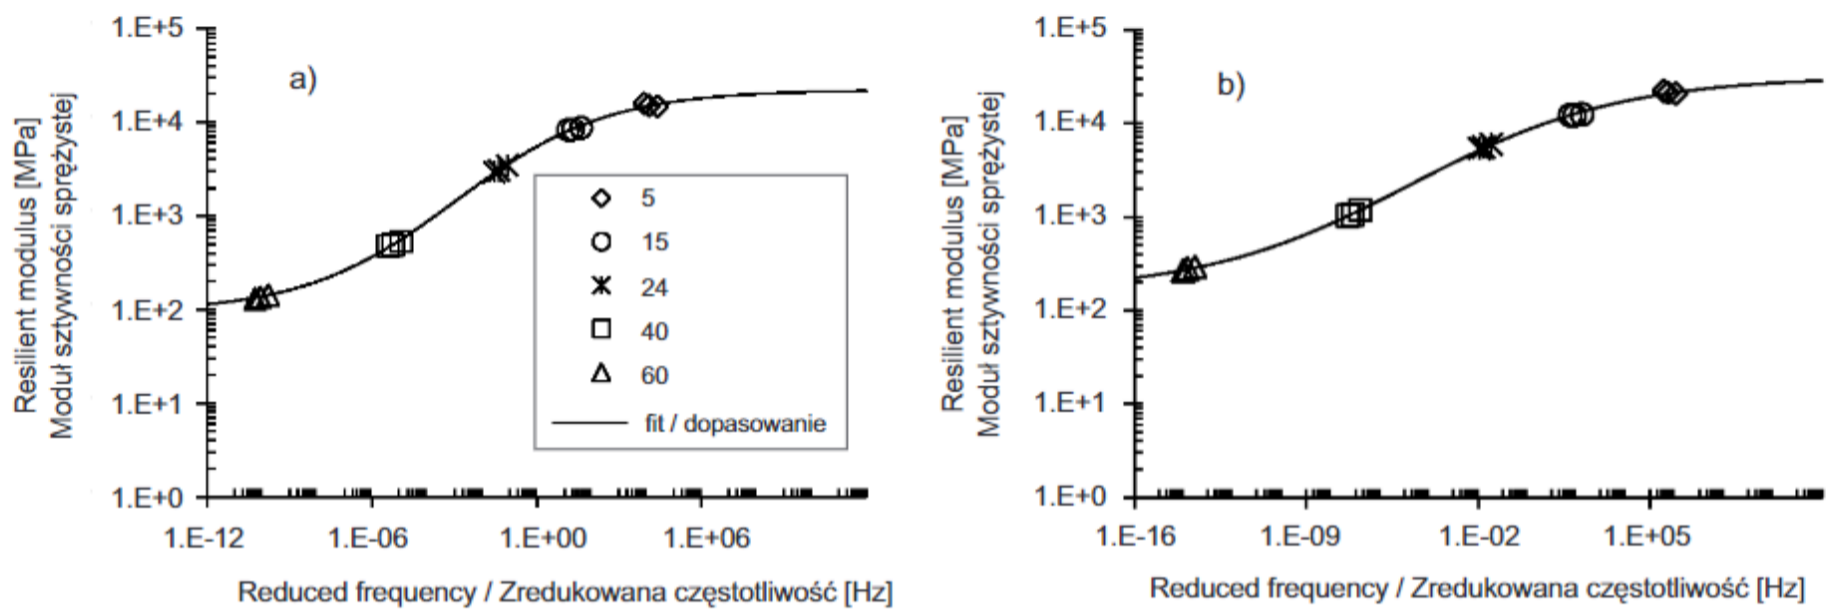 a)
1.E+5
1.E+4
1.E+3
1.E+2
1.E+1
1.E+0
Resilient modulus [MPa]
Moduł sztywności sprężystej
5
15
24
40
60
fit / dopasowanie
1.E-12 1.E-06 1.E+00 1.E+06
Reduced frequency / Zredukowana częstotliwość [Hz]
b)
1.E+5
1.E+4
1.E+3
1.E+2
1.E+1
1.E+0
Resilient modulus [MPa]
Moduł sztywności sprężystej
1.E-16 1.E-09 1.E-02 1.E+05
Reduced frequency / Zredukowana częstotliwość [Hz]